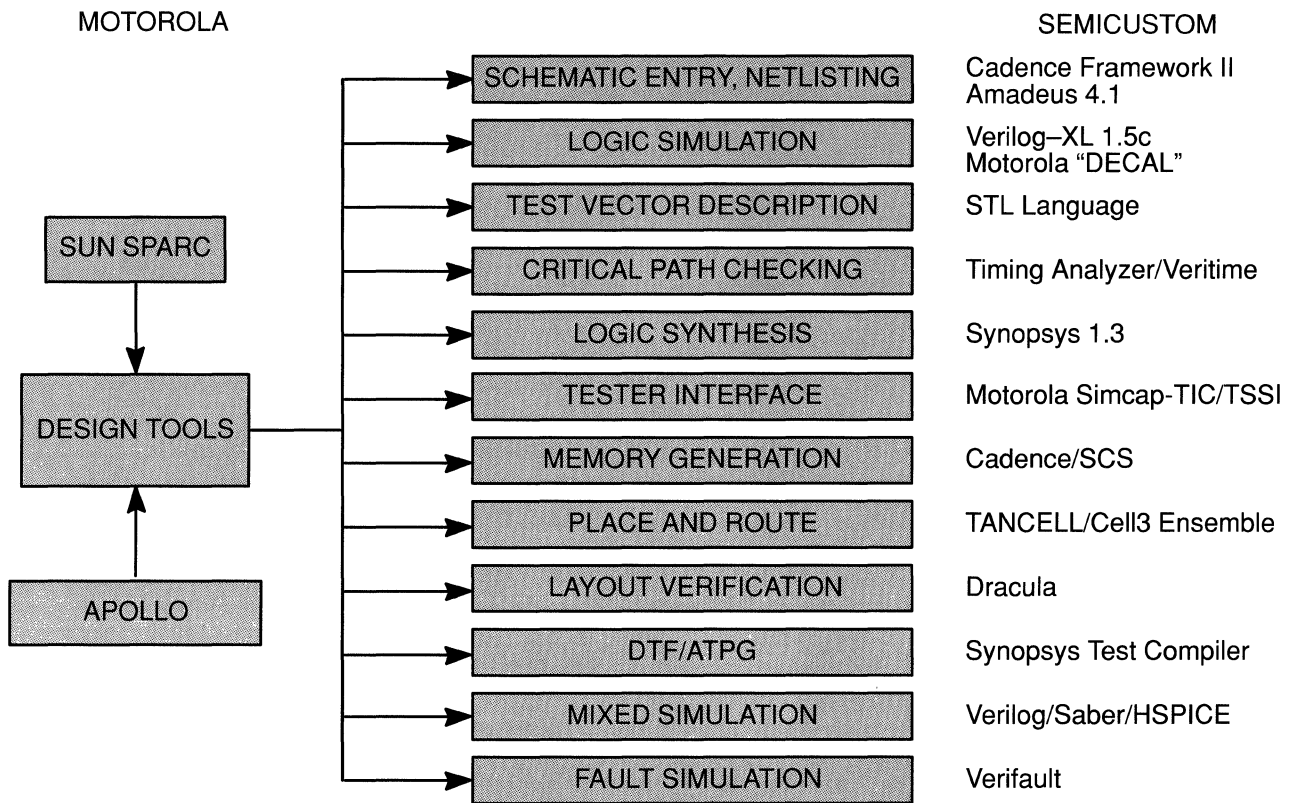 MOTOROLA
SEMICUSTOM
SUN SPARC
DESIGN TOOLS
APOLLO
SCHEMATIC ENTRY, NETLISTING
Cadence Framework II
Amadeus 4.1
LOGIC SIMULATION
Verilog–XL 1.5c
Motorola “DECAL”
TEST VECTOR DESCRIPTION
STL Language
CRITICAL PATH CHECKING
Timing Analyzer/Veritime
LOGIC SYNTHESIS
Synopsys 1.3
TESTER INTERFACE
Motorola Simcap-TIC/TSSI
MEMORY GENERATION
Cadence/SCS
PLACE AND ROUTE
TANCELL/Cell3 Ensemble
LAYOUT VERIFICATION
Dracula
DTF/ATPG
Synopsys Test Compiler
MIXED SIMULATION
Verilog/Saber/HSPICE
FAULT SIMULATION
Verifault